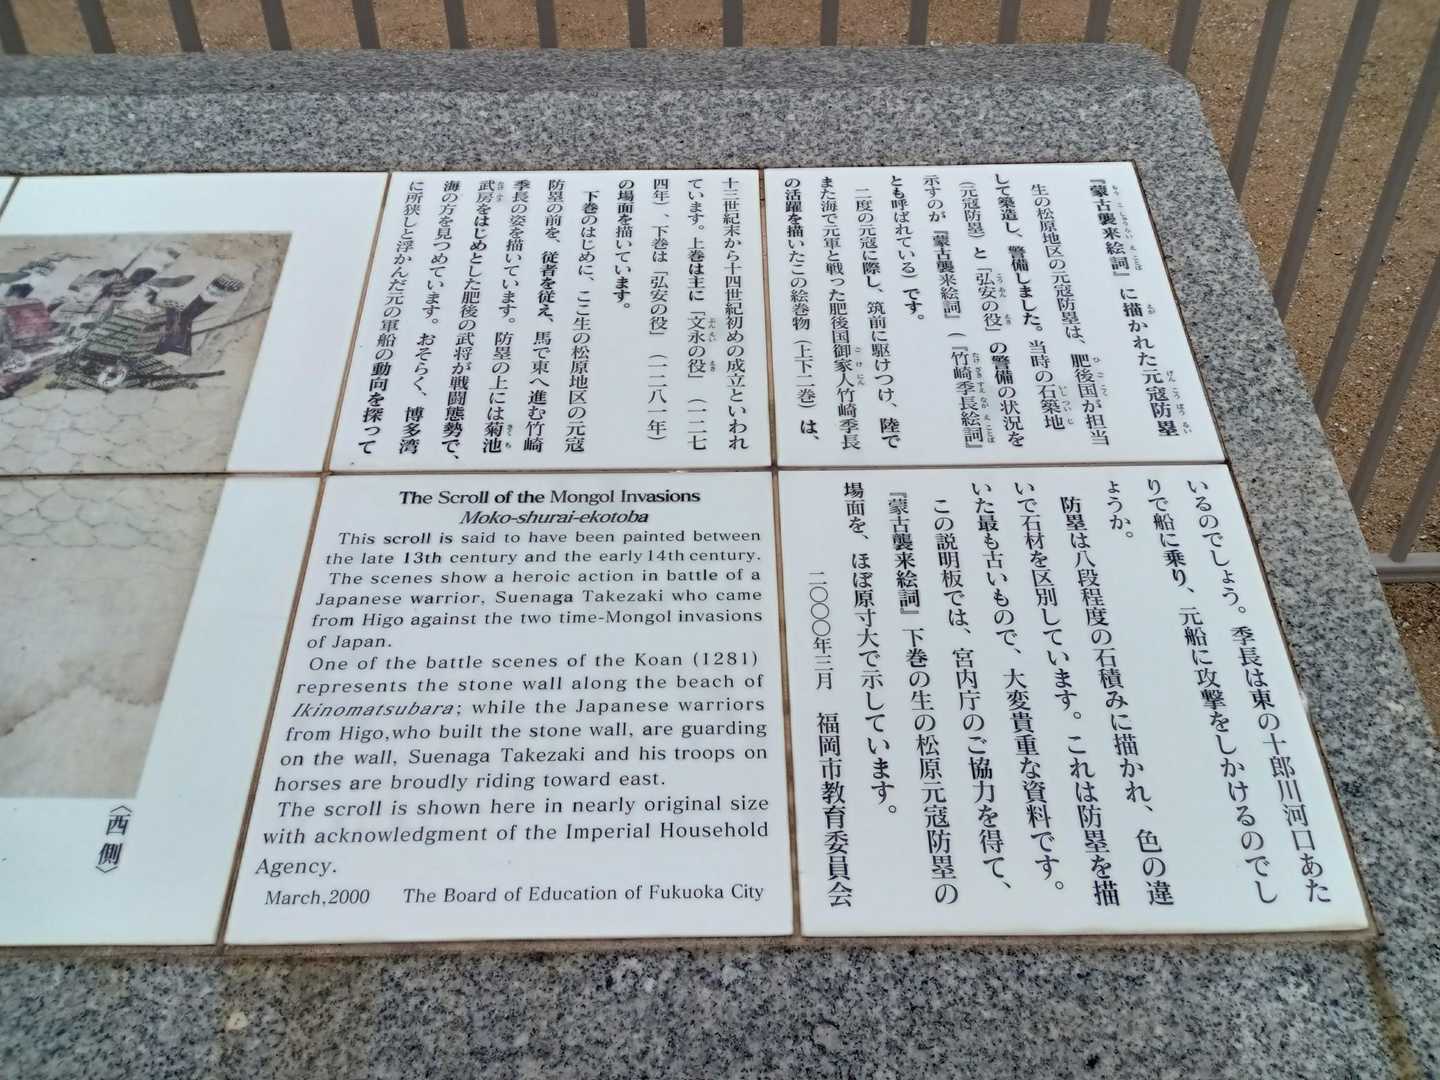 『蒙古襲来絵詞』に描かれた元寇防塁
生の松原地区の元寇防塁は、肥後国が担当
して築造し、警備しました。当時の石築地
(元寇防塁)と「弘安の役」の警備の状況を
示すのが『蒙古襲来絵詞』(『竹崎季長絵詞』
とも呼ばれている)です。
二度の元寇に際し、筑前に駆けつけ、陸で
また海で元軍と戦った肥後国御家人竹崎季長
の活躍を描いたこの絵巻物(上下二巻)は、
十三世紀末から十四世紀初めの成立といわれ
ています。上巻は主に「文永の役」(一二七
四年)、下巻は「弘安の役」(一二八一年)
の場面を描いています。
下巻のはじめに、ここ生の松原地区の元寇
防塁の前を、従者を従え、馬で東へ進む竹崎
季長の姿を描いています。防塁の上には菊池
武房をはじめとした肥後の武将が戦闘態勢で、
海の方を見つめています。おそらく、博多湾
に所狭しと浮かんだ元の軍船の動向を探って
いるのでしょう。季長は東の十郎川河口あた
りで船に乗り、元船に攻撃をしかけるのでし
ょうか。
防塁は八段程度の石積みに描かれ、色の違
いで石材を区別しています。これは防塁を描
いた最も古いもので、大変貴重な資料です。
この説明板では、宮内庁のご協力を得て、
『蒙古襲来絵詞』下巻の生の松原元寇防塁の
場面を、ほぼ原寸大で示しています。
二〇〇〇年三月 福岡市教育委員会
The Scroll of the Mongol Invasions
Moko-shurai-ekotoba
This scroll is said to have been painted between
the late 13th century and the early 14th century.
The scenes show a heroic action in battle of a
Japanese warrior, Suenaga Takezaki who came
from Higo against the two time-Mongol invasions
of Japan.
One of the battle scenes of the Koan (1281)
represents the stone wall along the beach of
Ikinomatsubara; while the Japanese warriors
from Higo,who built the stone wall, are guarding
on the wall, Suenaga Takezaki and his troops on
horses are broudly riding toward east.
The scroll is shown here in nearly original size
with acknowledgment of the Imperial Household
Agency.
March,2000 The Board of Education of Fukuoka City
〈西側〉